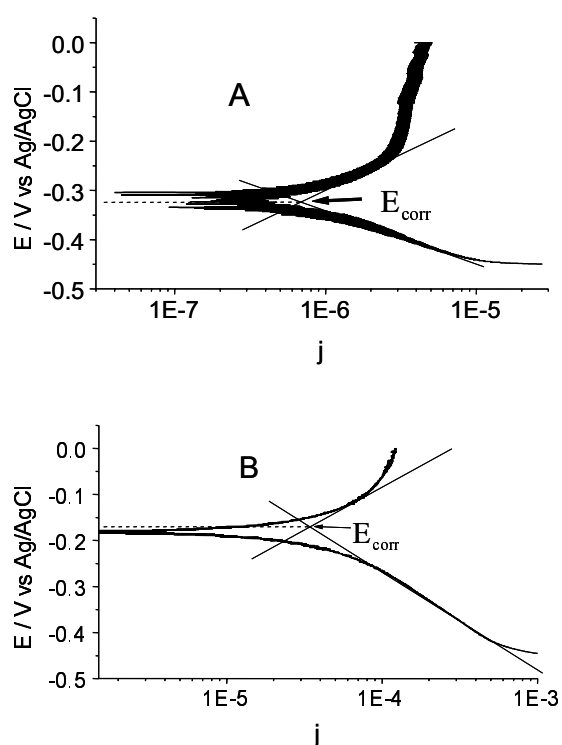 A
E / V vs Ag/AgCl
0.0
-0.1
-0.2
-0.3
-0.4
-0.5
E corr
1E-7 1E-6 1E-5
j
B
E / V vs Ag/AgCl
0.0
-0.1
-0.2
-0.3
-0.4
-0.5
E corr
1E-5 1E-4 1E-3
j